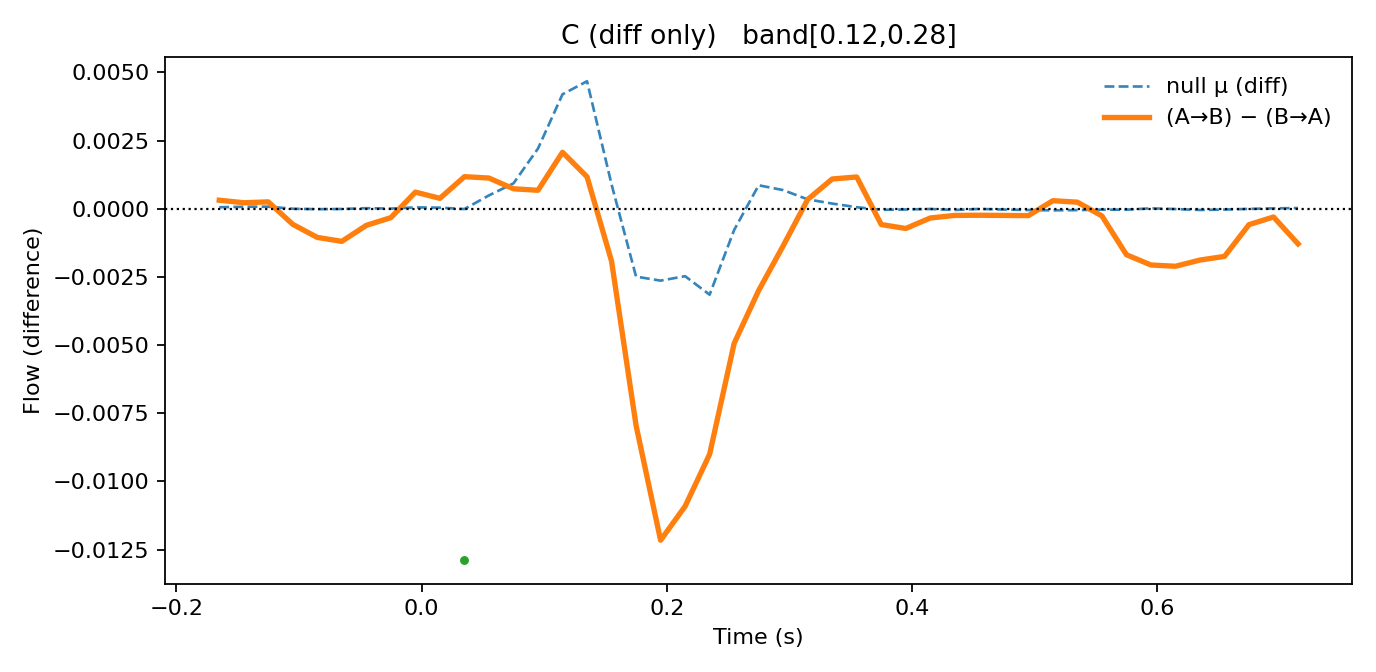 C (diff only)   band[0.12,0.28]
null μ (diff)
(A→B) − (B→A)
Flow (difference)
0.0050
0.0025
0.0000
−0.0025
−0.0050
−0.0075
−0.0100
−0.0125
−0.2
0.0
0.2
0.4
0.6
Time (s)